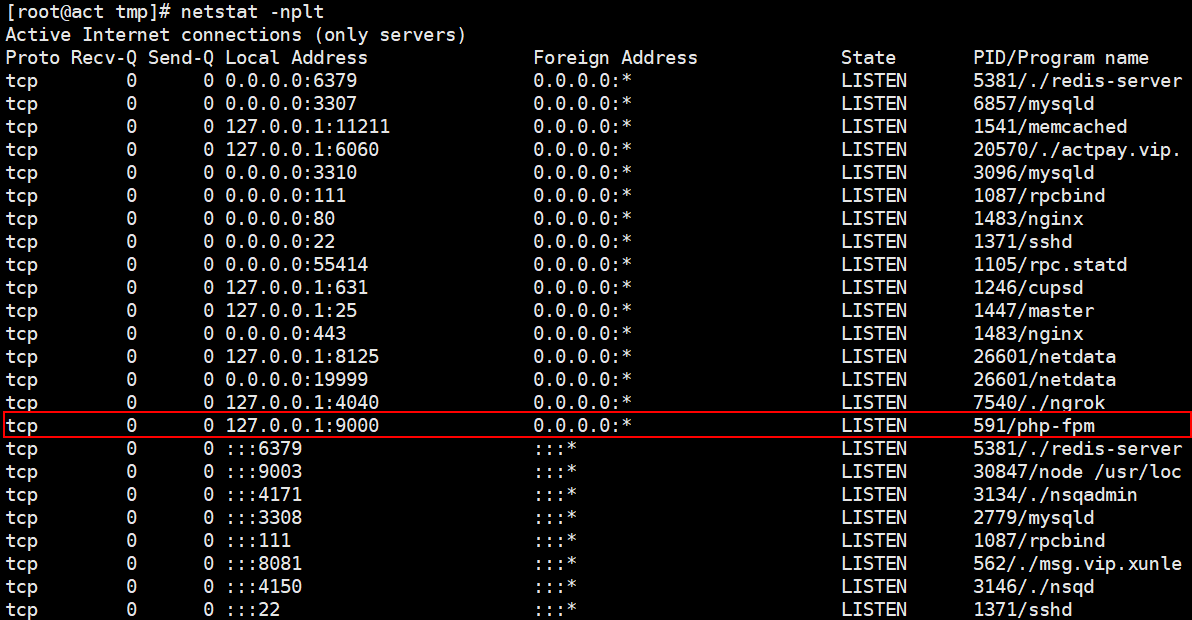 [root@act tmp]# netstat -nplt
Active Internet connections (only servers)
Proto Recv-Q Send-Q Local Address               Foreign Address             State       PID/Program name
tcp        0      0 0.0.0.0:6379                0.0.0.0:*                   LISTEN      5381/./redis-server
tcp        0      0 0.0.0.0:3307                0.0.0.0:*                   LISTEN      6857/mysqld
tcp        0      0 127.0.0.1:11211             0.0.0.0:*                   LISTEN      1541/memcached
tcp        0      0 127.0.0.1:6060              0.0.0.0:*                   LISTEN      20570/./actpay.vip.
tcp        0      0 0.0.0.0:3310                0.0.0.0:*                   LISTEN      3096/mysqld
tcp        0      0 0.0.0.0:111                 0.0.0.0:*                   LISTEN      1087/rpcbind
tcp        0      0 0.0.0.0:80                  0.0.0.0:*                   LISTEN      1483/nginx
tcp        0      0 0.0.0.0:22                  0.0.0.0:*                   LISTEN      1371/sshd
tcp        0      0 0.0.0.0:55414               0.0.0.0:*                   LISTEN      1105/rpc.statd
tcp        0      0 127.0.0.1:631               0.0.0.0:*                   LISTEN      1246/cupsd
tcp        0      0 127.0.0.1:25                0.0.0.0:*                   LISTEN      1447/master
tcp        0      0 0.0.0.0:443                 0.0.0.0:*                   LISTEN      1483/nginx
tcp        0      0 127.0.0.1:8125              0.0.0.0:*                   LISTEN      26601/netdata
tcp        0      0 0.0.0.0:19999               0.0.0.0:*                   LISTEN      26601/netdata
tcp        0      0 127.0.0.1:4040              0.0.0.0:*                   LISTEN      7540/./ngrok
tcp        0      0 127.0.0.1:9000              0.0.0.0:*                   LISTEN      591/php-fpm
tcp        0      0 :::6379                     :::*                        LISTEN      5381/./redis-server
tcp        0      0 :::9003                     :::*                        LISTEN      30847/node /usr/loc
tcp        0      0 :::4171                     :::*                        LISTEN      3134/./nsqadmin
tcp        0      0 :::3308                     :::*                        LISTEN      2779/mysqld
tcp        0      0 :::111                      :::*                        LISTEN      1087/rpcbind
tcp        0      0 :::8081                     :::*                        LISTEN      562/./msg.vip.xunle
tcp        0      0 :::4150                     :::*                        LISTEN      3146/./nsqd
tcp        0      0 :::22                       :::*                        LISTEN      1371/sshd